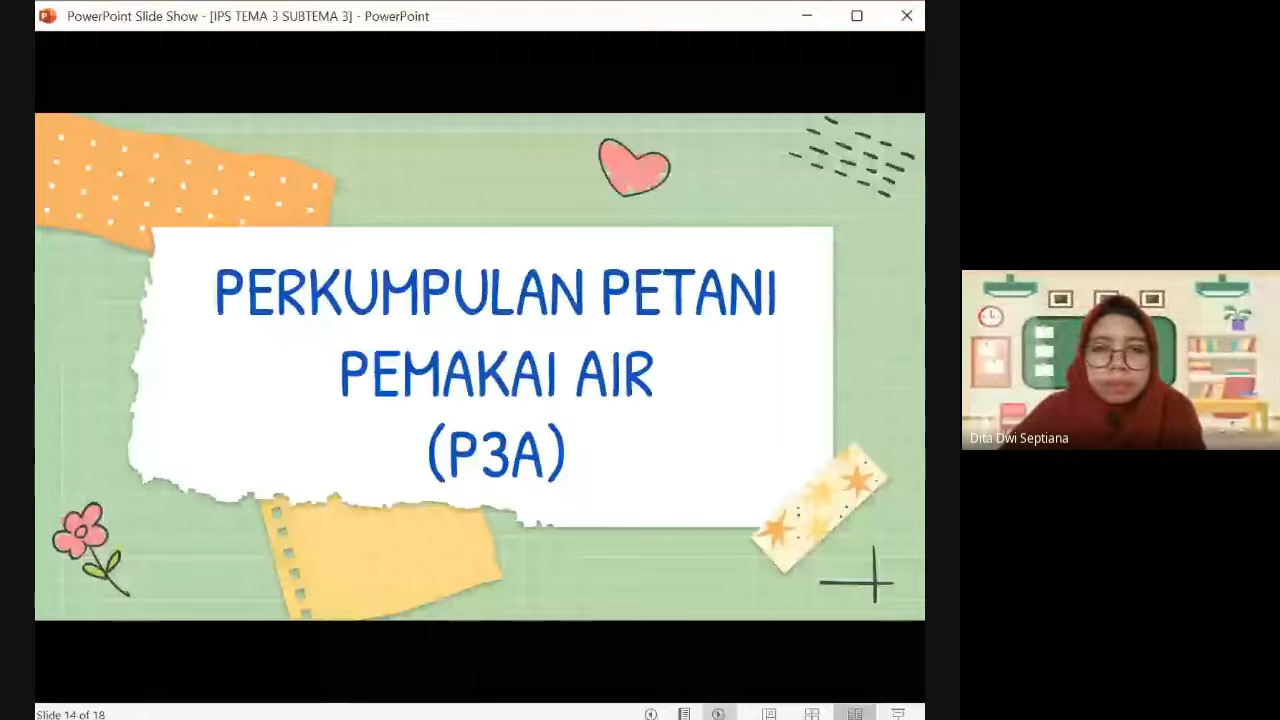 PowerPoint Slide Show - [IPS TEMA 3 SUBTEMA 3] - PowerPoint
PERKUMPULAN PETANI
PEMAKAI AIR
(P3A)
Dita Dwi Septiana
Slide 14 of 18